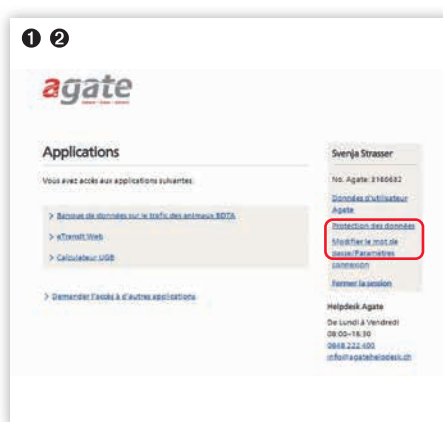 ❶ ❷
agate
Applications
Vous avez accès aux applications suivantes:
> Banque de données sur le trafic des animaux BDTA
> eTransit Web
> Calculateur UGB
> Demander l'accès à d'autres applications
Svenja Strasser
No. Agate: 3160632
Données d'utilisateur
Agate
Protection des données
Modifier le mot de
passe/Paramètres
connexion
Fermer la session
Helpdesk Agate
De Lundi à Vendredi
08:00–16:30
0848 222 400
info@agatehelpdesk.ch